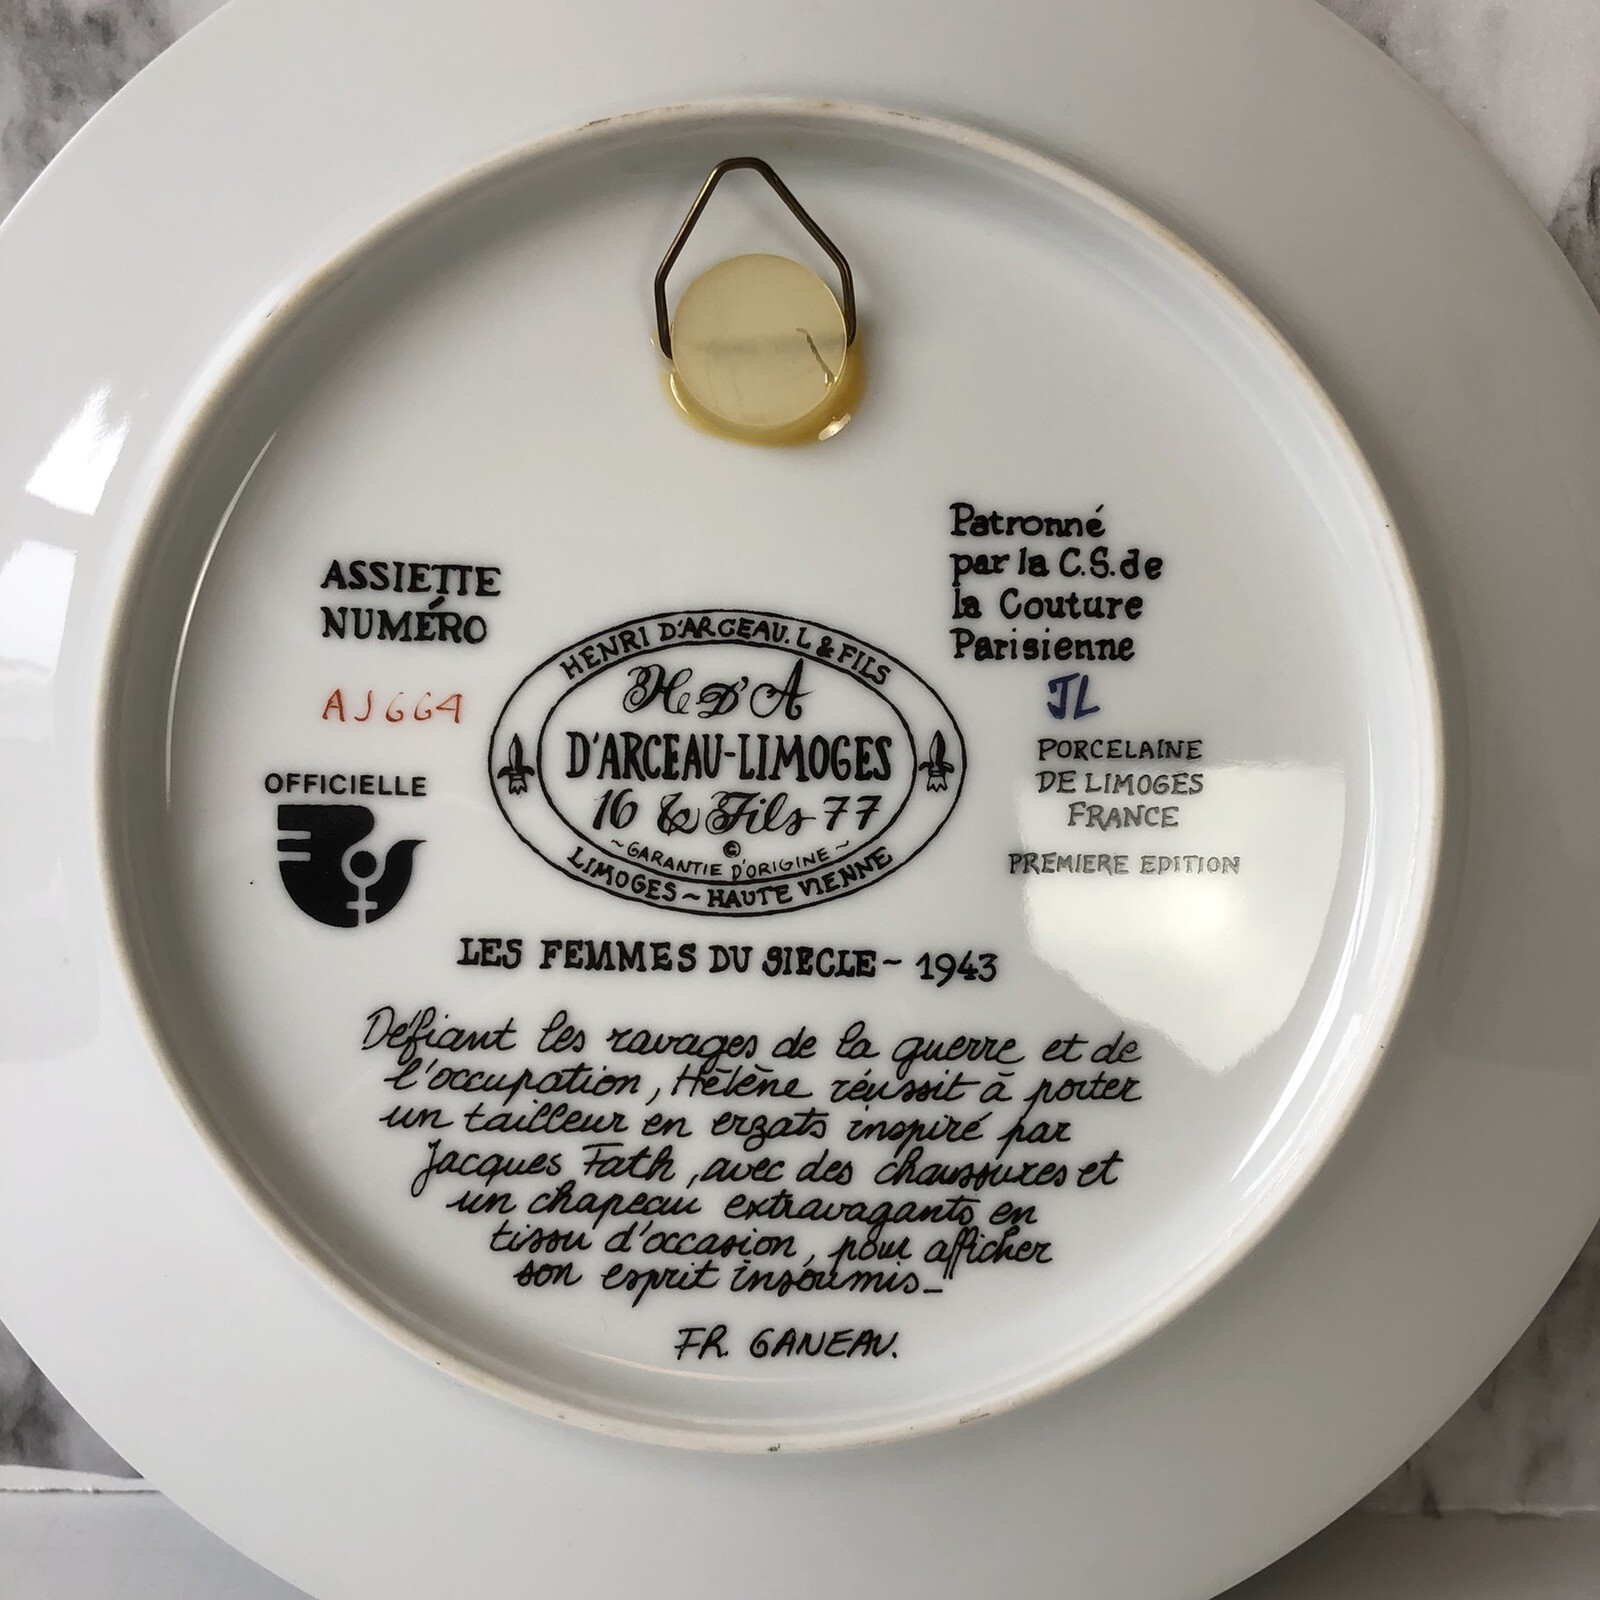 Patronné
par la C.S. de
la Couture
Parisienne
JL
ASSIETTE
NUMÉRO
AJ664
HENRI D'ARCEAU. L & FILS
H D'A
D'ARCEAU-LIMOGES
16 & Fils 77
©
~GARANTIE D'ORIGINE~
LIMOGES ~ HAUTE VIENNE
OFFICIELLE
PORCELAINE
DE LIMOGES
FRANCE
PREMIERE EDITION
LES FEMMES DU SIECLE ~ 1943
Défiant les ravages de la guerre et de
l'occupation, Hélène réussit à porter
un tailleur en erzats inspiré par
Jacques Fath, avec des chaussures et
un chapeau extravagants en
tissu d'occasion, pour afficher
son esprit insoumis_
FR. GANEAU.